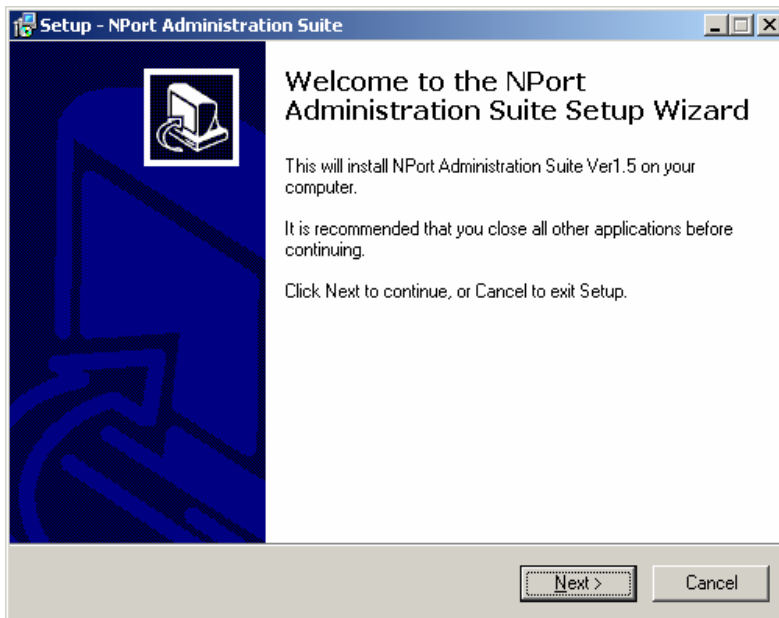 Setup - NPort Administration Suite
Welcome to the NPort
Administration Suite Setup Wizard
This will install NPort Administration Suite Ver1.5 on your
computer.
It is recommended that you close all other applications before
continuing.
Click Next to continue, or Cancel to exit Setup.
Next >
Cancel